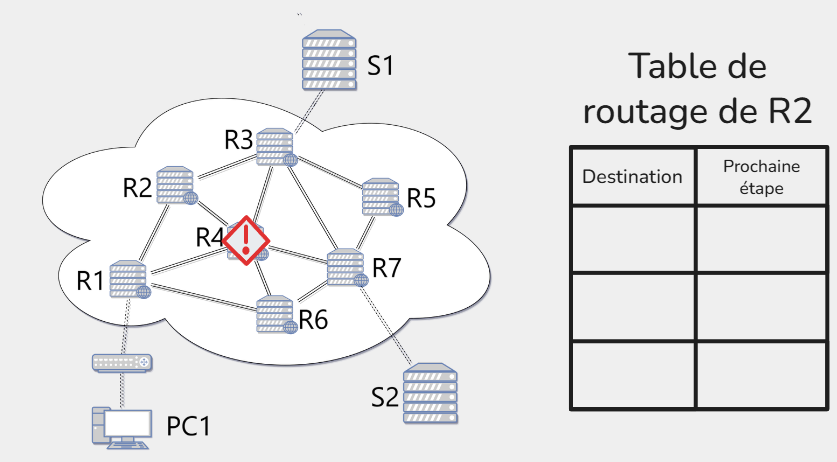 S1
R3
R2
R5
R4
R7
R1
R6
S2
PC1
Table de
routage de R2
Destination
Prochaine
étape